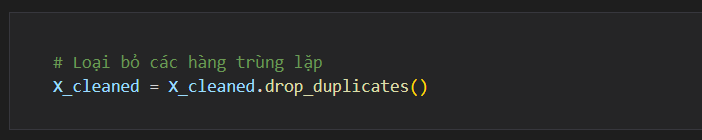 # Loại bỏ các hàng trùng lặp
X_cleaned = X_cleaned.drop_duplicates()